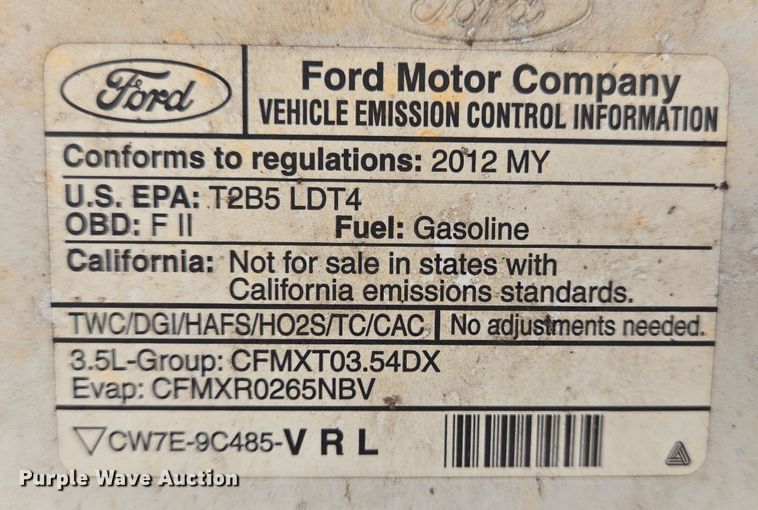 Ford
Ford
Ford Motor Company
VEHICLE EMISSION CONTROL INFORMATION
Conforms to regulations: 2012 MY
U.S. EPA: T2B5 LDT4
OBD: F II Fuel: Gasoline
California: Not for sale in states with
California emissions standards.
TWC/DGI/HAFS/HO2S/TC/CAC No adjustments needed.
3.5L-Group: CFMXT03.54DX
Evap: CFMXR0265NBV
CW7E-9C485-V R L
Purple Wave Auction